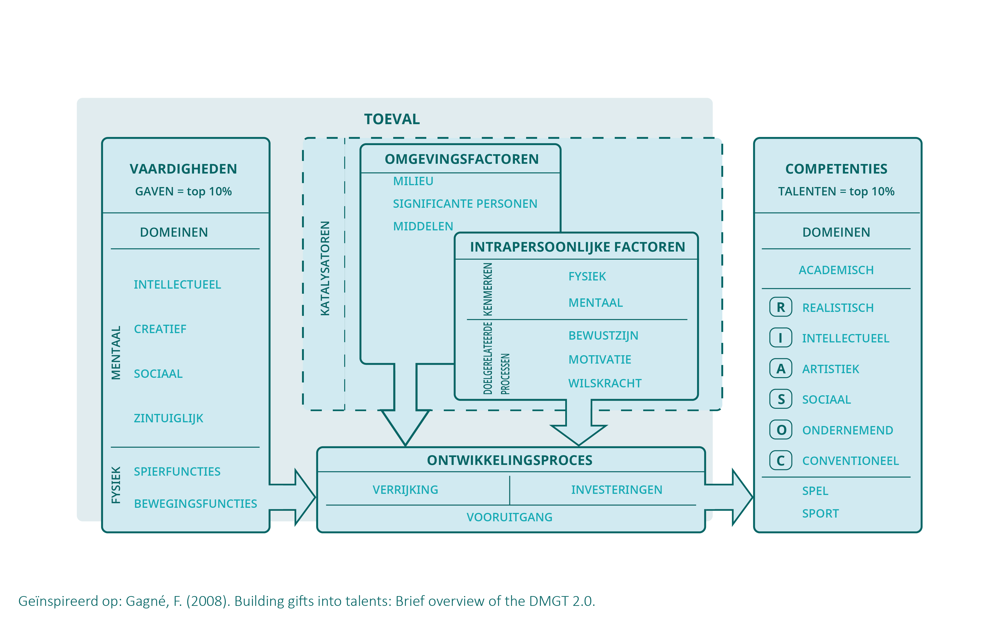 TOEVAL
VAARDIGHEDEN
GAVEN = top 10%
DOMEINEN
MENTAAL
INTELLECTUEEL
CREATIEF
SOCIAAL
ZINTUIGLIJK
FYSIEK
SPIERFUNCTIES
BEWEGINGSFUNCTIES
KATALYSATOREN
OMGEVINGSFACTOREN
MILIEU
SIGNIFICANTE PERSONEN
MIDDELEN
INTRAPERSOONLIJKE FACTOREN
KENMERKEN
FYSIEK
MENTAAL
DOELGERELATEERDE
PROCESSEN
BEWUSTZIJN
MOTIVATIE
WILSKRACHT
ONTWIKKELINGSPROCES
VERRIJKING
INVESTERINGEN
VOORUITGANG
COMPETENTIES
TALENTEN = top 10%
DOMEINEN
ACADEMISCH
R REALISTISCH
I INTELLECTUEEL
A ARTISTIEK
S SOCIAAL
O ONDERNEMEND
C CONVENTIONEEL
SPEL
SPORT
Geïnspireerd op: Gagné, F. (2008). Building gifts into talents: Brief overview of the DMGT 2.0.